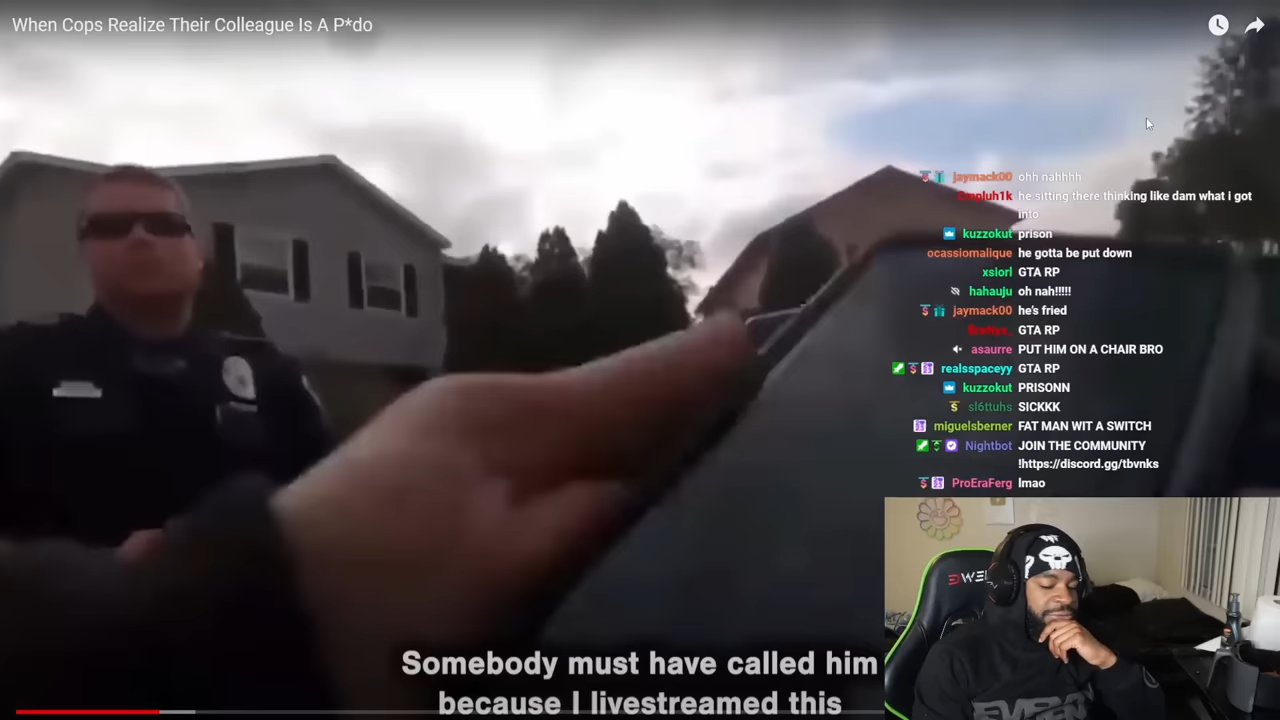 When Cops Realize Their Colleague Is A P*do
jaymack00 ohh nahhhh
he sitting there thinking like dam what i got
into
kuzzokut prison
ocassiomalique he gotta be put down
xslorl GTA RP
hahauju oh nah!!!!!
jaymack00 he's fried
GTA RP
asaurre PUT HIM ON A CHAIR BRO
realsspaceyy GTA RP
kuzzokut PRISONN
sl6ttuhs SICKKK
miguelsberner FAT MAN WIT A SWITCH
Nightbot JOIN THE COMMUNITY
!https://discord.gg/tbvnks
ProEraFerg lmao
Somebody must have called him
because I livestreamed this